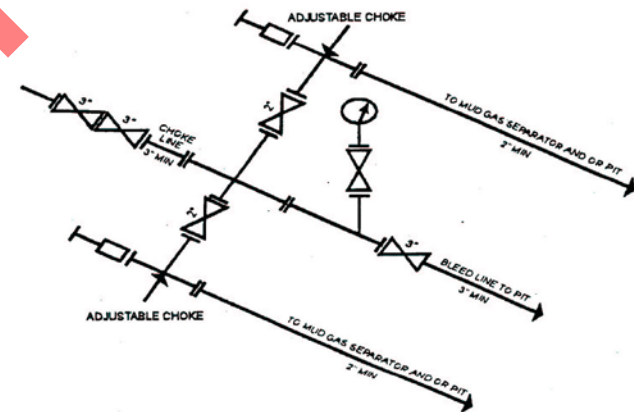 ADJUSTABLE CHOKE
TO MUD GAS SEPARATOR AND OR PIT
2" MIN
3"
3"
CHOKE
LINE
3" MIN
2"
2"
3"
BLEED LINE TO PIT
3" MIN
ADJUSTABLE CHOKE
TO MUD GAS SEPARATOR AND OR PIT
2" MIN